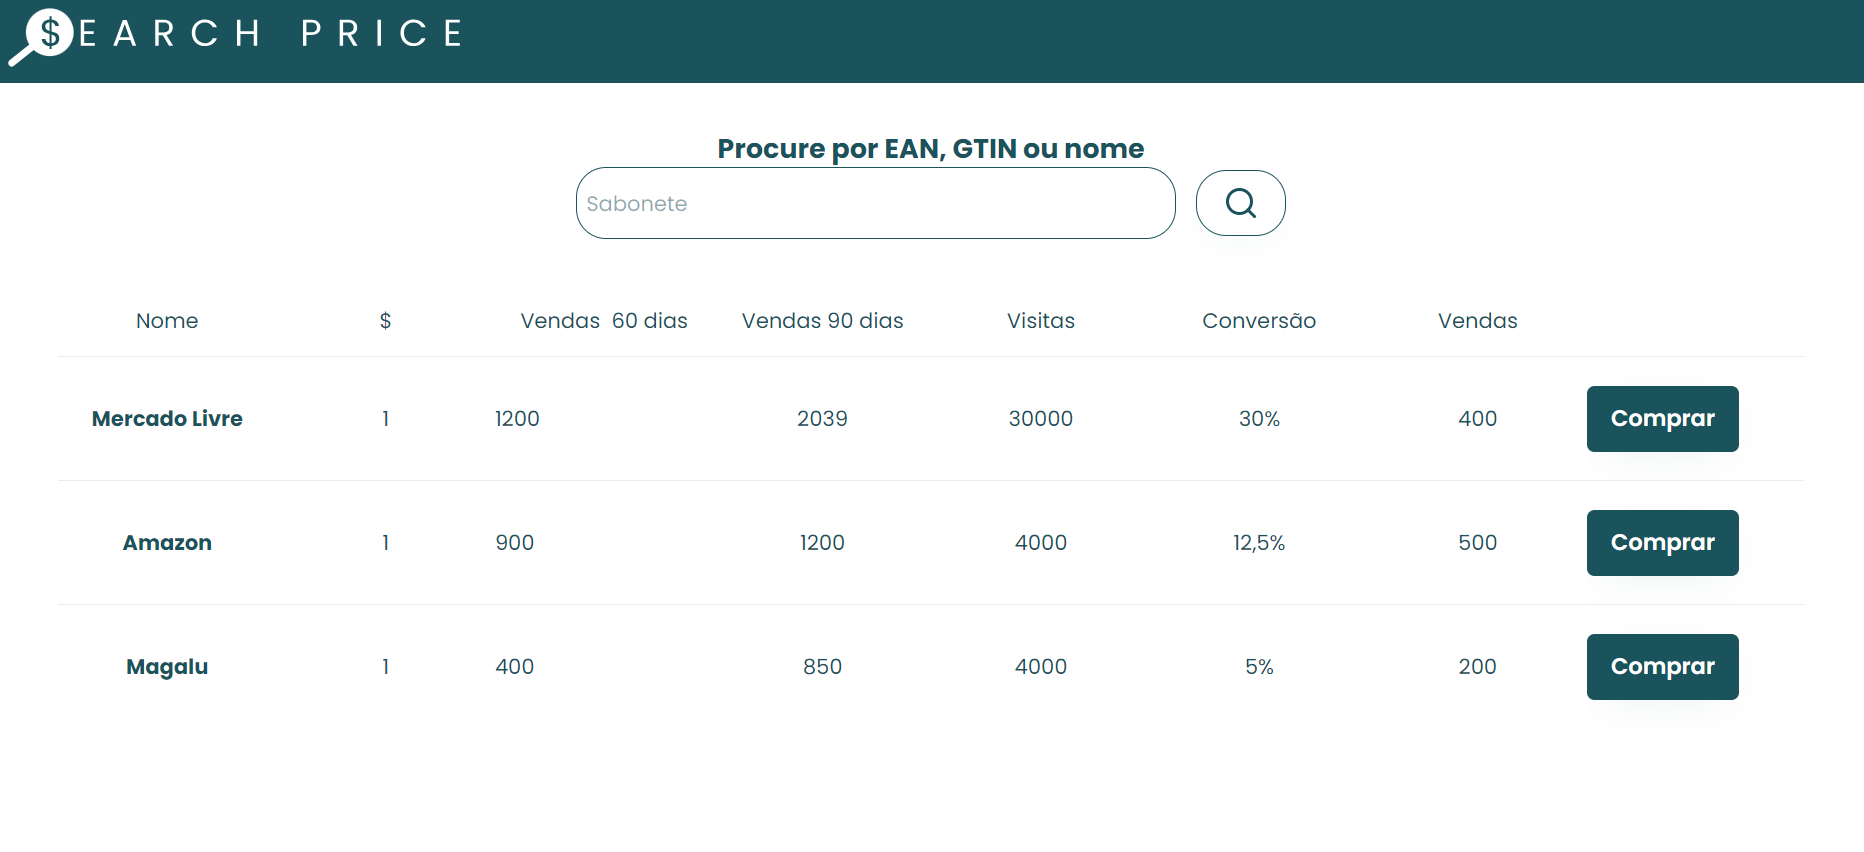 $EARCH PRICE
Procure por EAN, GTIN ou nome
Sabonete
Nome $ Vendas 60 dias Vendas 90 dias Visitas Conversão Vendas
Mercado Livre 1 1200 2039 30000 30% 400 Comprar
Amazon 1 900 1200 4000 12,5% 500 Comprar
Magalu 1 400 850 4000 5% 200 Comprar